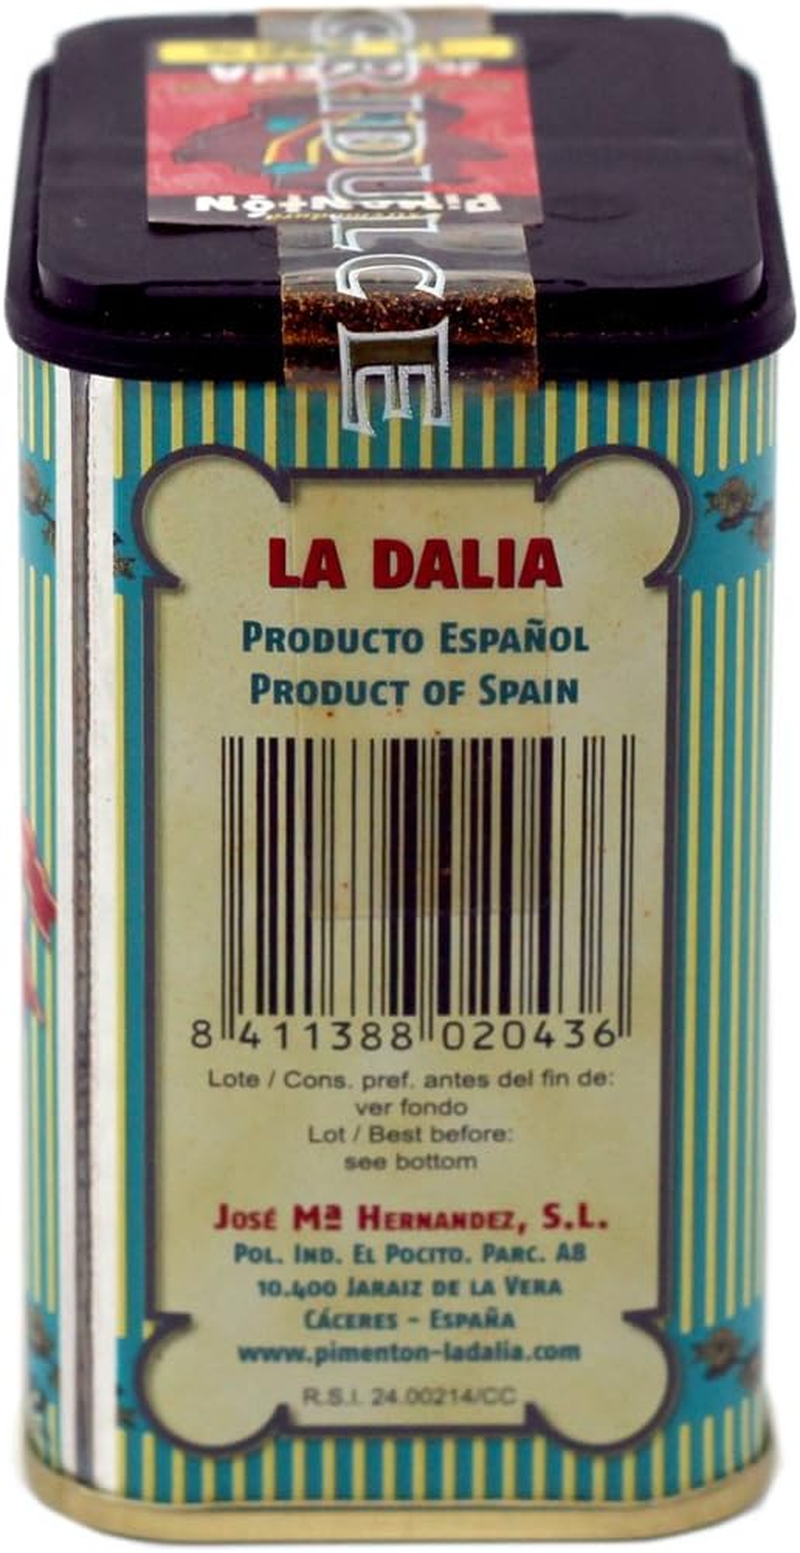 PiMENTÓN
AGRIDULCE
LA DALIA
PRODUCTO ESPAÑOL
PRODUCT OF SPAIN
8 411388 020436
Lote / Cons. pref. antes del fin de:
ver fondo
Lot / Best before:
see bottom
JOSÉ Mª HERNANDEZ, S.L.
POL. IND. EL POCITO. PARC. A8
10.400 JARAIZ DE LA VERA
CÁCERES - ESPAÑA
www.pimenton-ladalia.com
R.S.I. 24.00214/CC